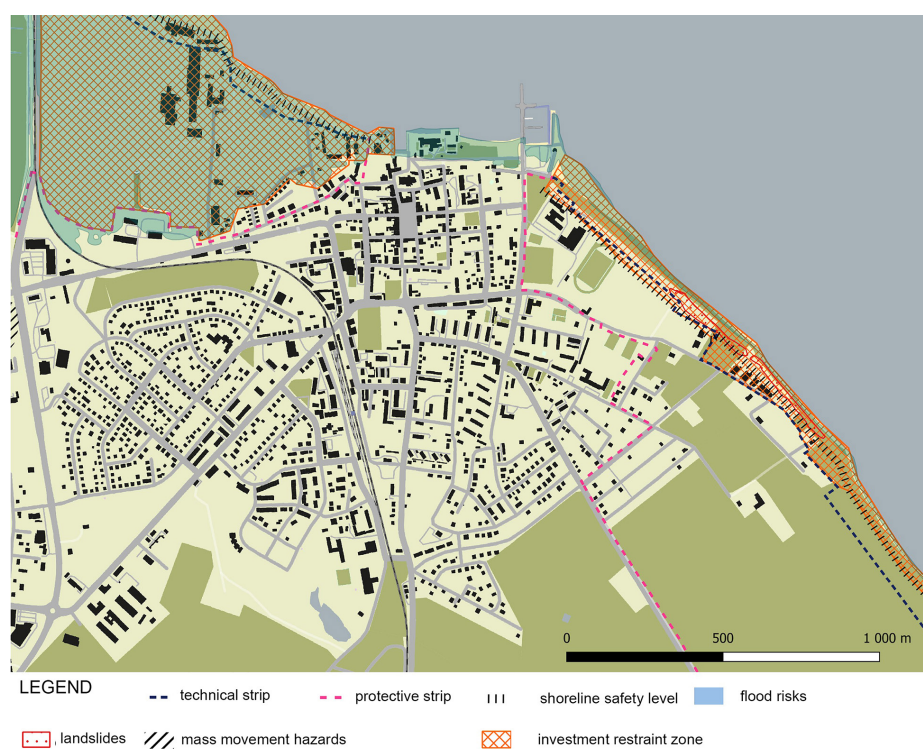 0 500 1 000 m
LEGEND
technical strip protective strip shoreline safety level flood risks
landslides mass movement hazards investment restraint zone